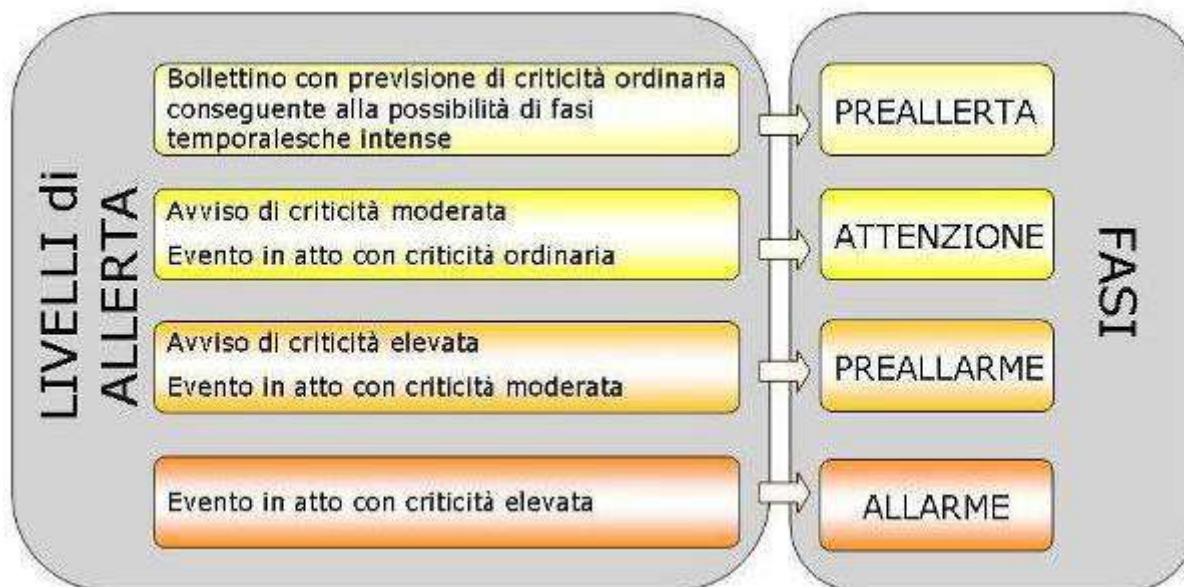 LIVELLI di
ALLERTA
Bollettino con previsione di criticità ordinaria
conseguente alla possibilità di fasi
temporalesche intense
PREALLERTA
Avviso di criticità moderata
Evento in atto con criticità ordinaria
ATTENZIONE
Avviso di criticità elevata
Evento in atto con criticità moderata
PREALLARME
Evento in atto con criticità elevata
ALLARME
FASI